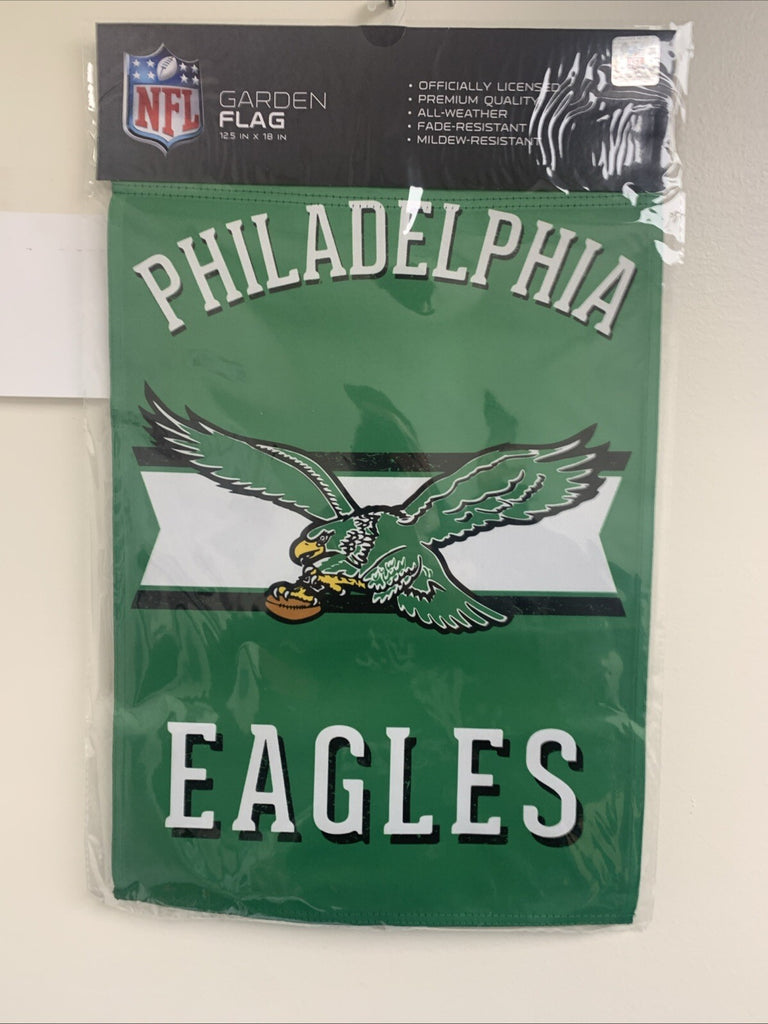 NFL
GARDEN
FLAG
12.5 IN X 18 IN
• OFFICIALLY LICENSED
• PREMIUM QUALITY
• ALL-WEATHER
• FADE-RESISTANT
• MILDEW-RESISTANT
PHILADELPHIA
EAGLES